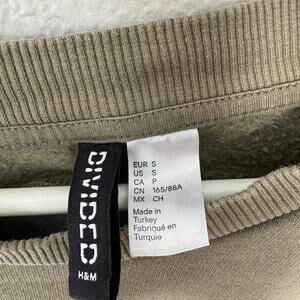 DIVIDED
H&M
EUR S
US S
CA P
CN 165/88A
MX CH
Made in
Turkey
Fabriqué en
Turquie